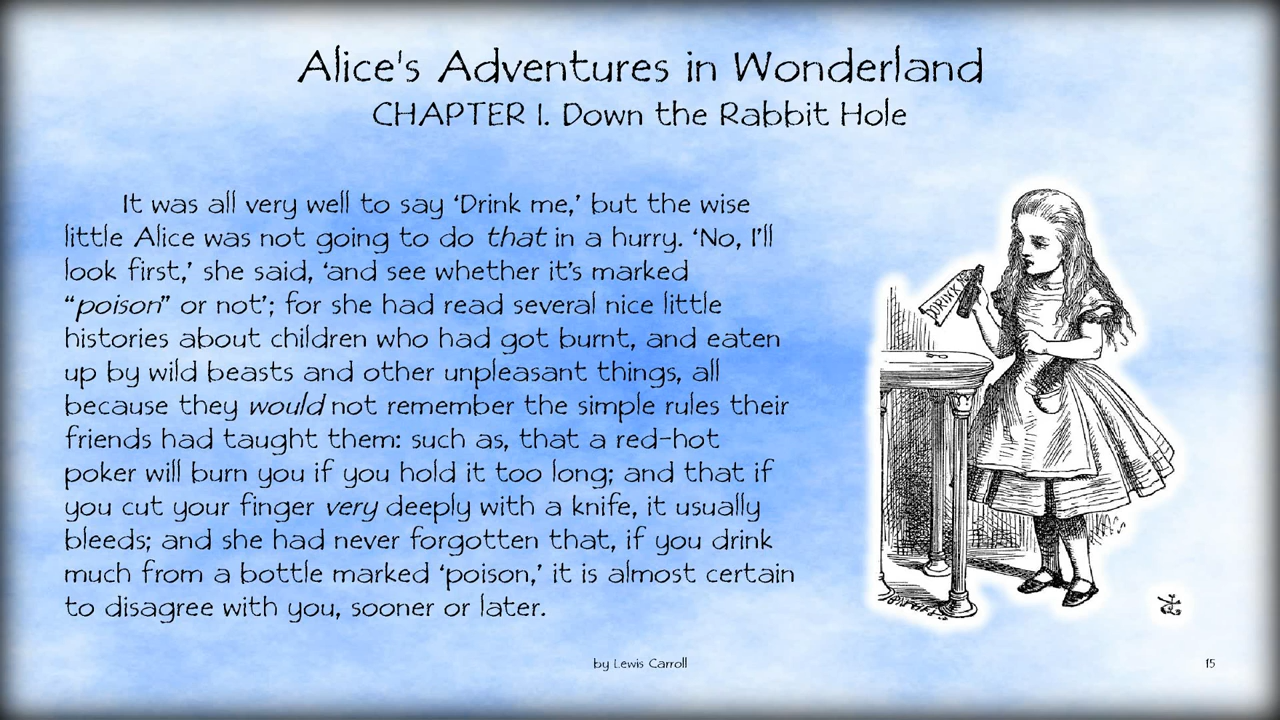 Alice's Adventures in Wonderland
CHAPTER I. Down the Rabbit Hole
It was all very well to say ‘Drink me,’ but the wise
little Alice was not going to do that in a hurry. ‘No, I’ll
look first,’ she said, ‘and see whether it’s marked
“poison” or not’; for she had read several nice little
histories about children who had got burnt, and eaten
up by wild beasts and other unpleasant things, all
because they would not remember the simple rules their
friends had taught them: such as, that a red-hot
poker will burn you if you hold it too long; and that if
you cut your finger very deeply with a knife, it usually
bleeds; and she had never forgotten that, if you drink
much from a bottle marked ‘poison,’ it is almost certain
to disagree with you, sooner or later.
DRINK
by Lewis Carroll
15